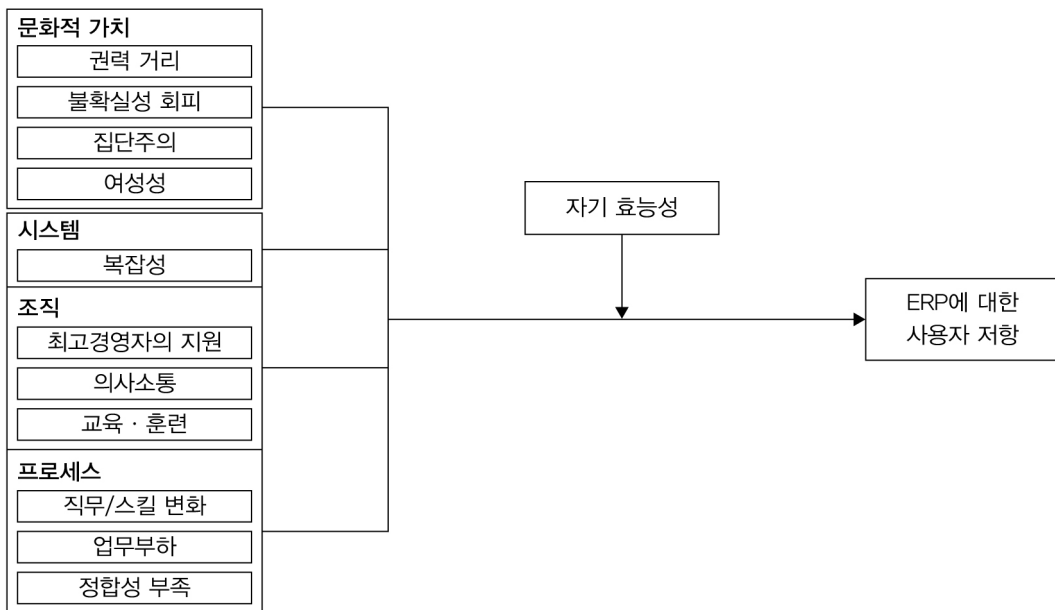 문화적 가치
권력 거리
불확실성 회피
집단주의
여성성
시스템
복잡성
조직
최고경영자의 지원
의사소통
교육 · 훈련
프로세스
직무/스킬 변화
업무부하
정합성 부족
자기 효능성
ERP에 대한
사용자 저항